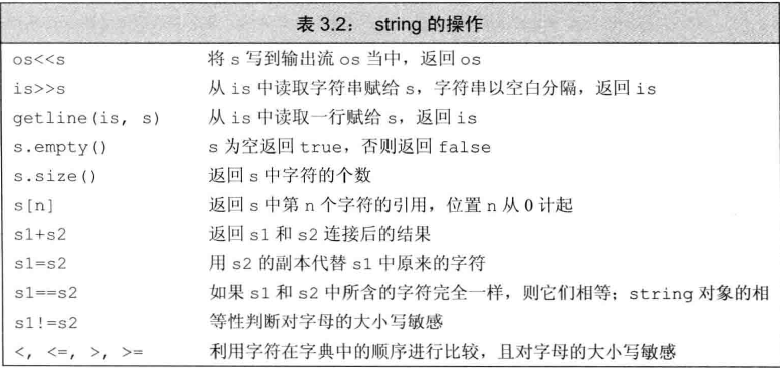 表 3.2： string 的操作
os<<s 将 s 写到输出流 os 当中，返回 os
is>>s 从 is 中读取字符串赋给 s，字符串以空白分隔，返回 is
getline(is, s) 从 is 中读取一行赋给 s，返回 is
s.empty() s 为空返回 true，否则返回 false
s.size() 返回 s 中字符的个数
s[n] 返回 s 中第 n 个字符的引用，位置 n 从 0 计起
s1+s2 返回 s1 和 s2 连接后的结果
s1=s2 用 s2 的副本代替 s1 中原来的字符
s1==s2 如果 s1 和 s2 中所含的字符完全一样，则它们相等；string 对象的相
s1!=s2 等性判断对字母的大小写敏感
<, <=, >, >= 利用字符在字典中的顺序进行比较，且对字母的大小写敏感